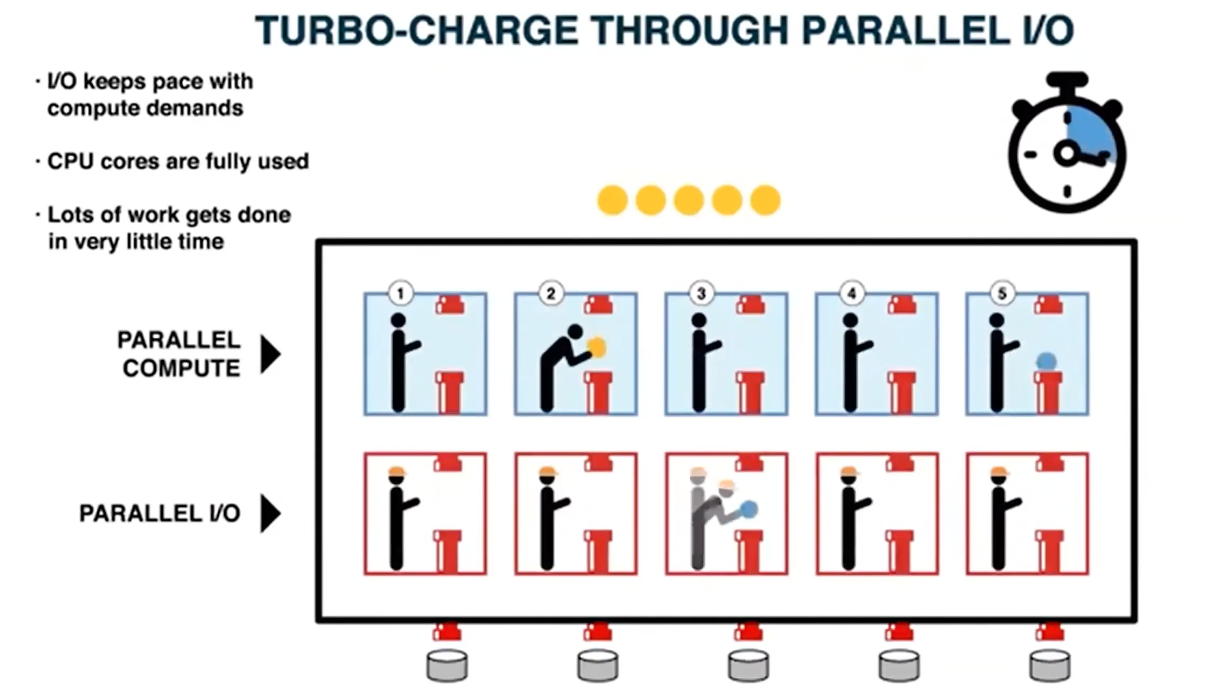 TURBO-CHARGE THROUGH PARALLEL I/O
· I/O keeps pace with
compute demands
· CPU cores are fully used
· Lots of work gets done
in very little time
1 2 3 4 5
PARALLEL
COMPUTE
PARALLEL I/O